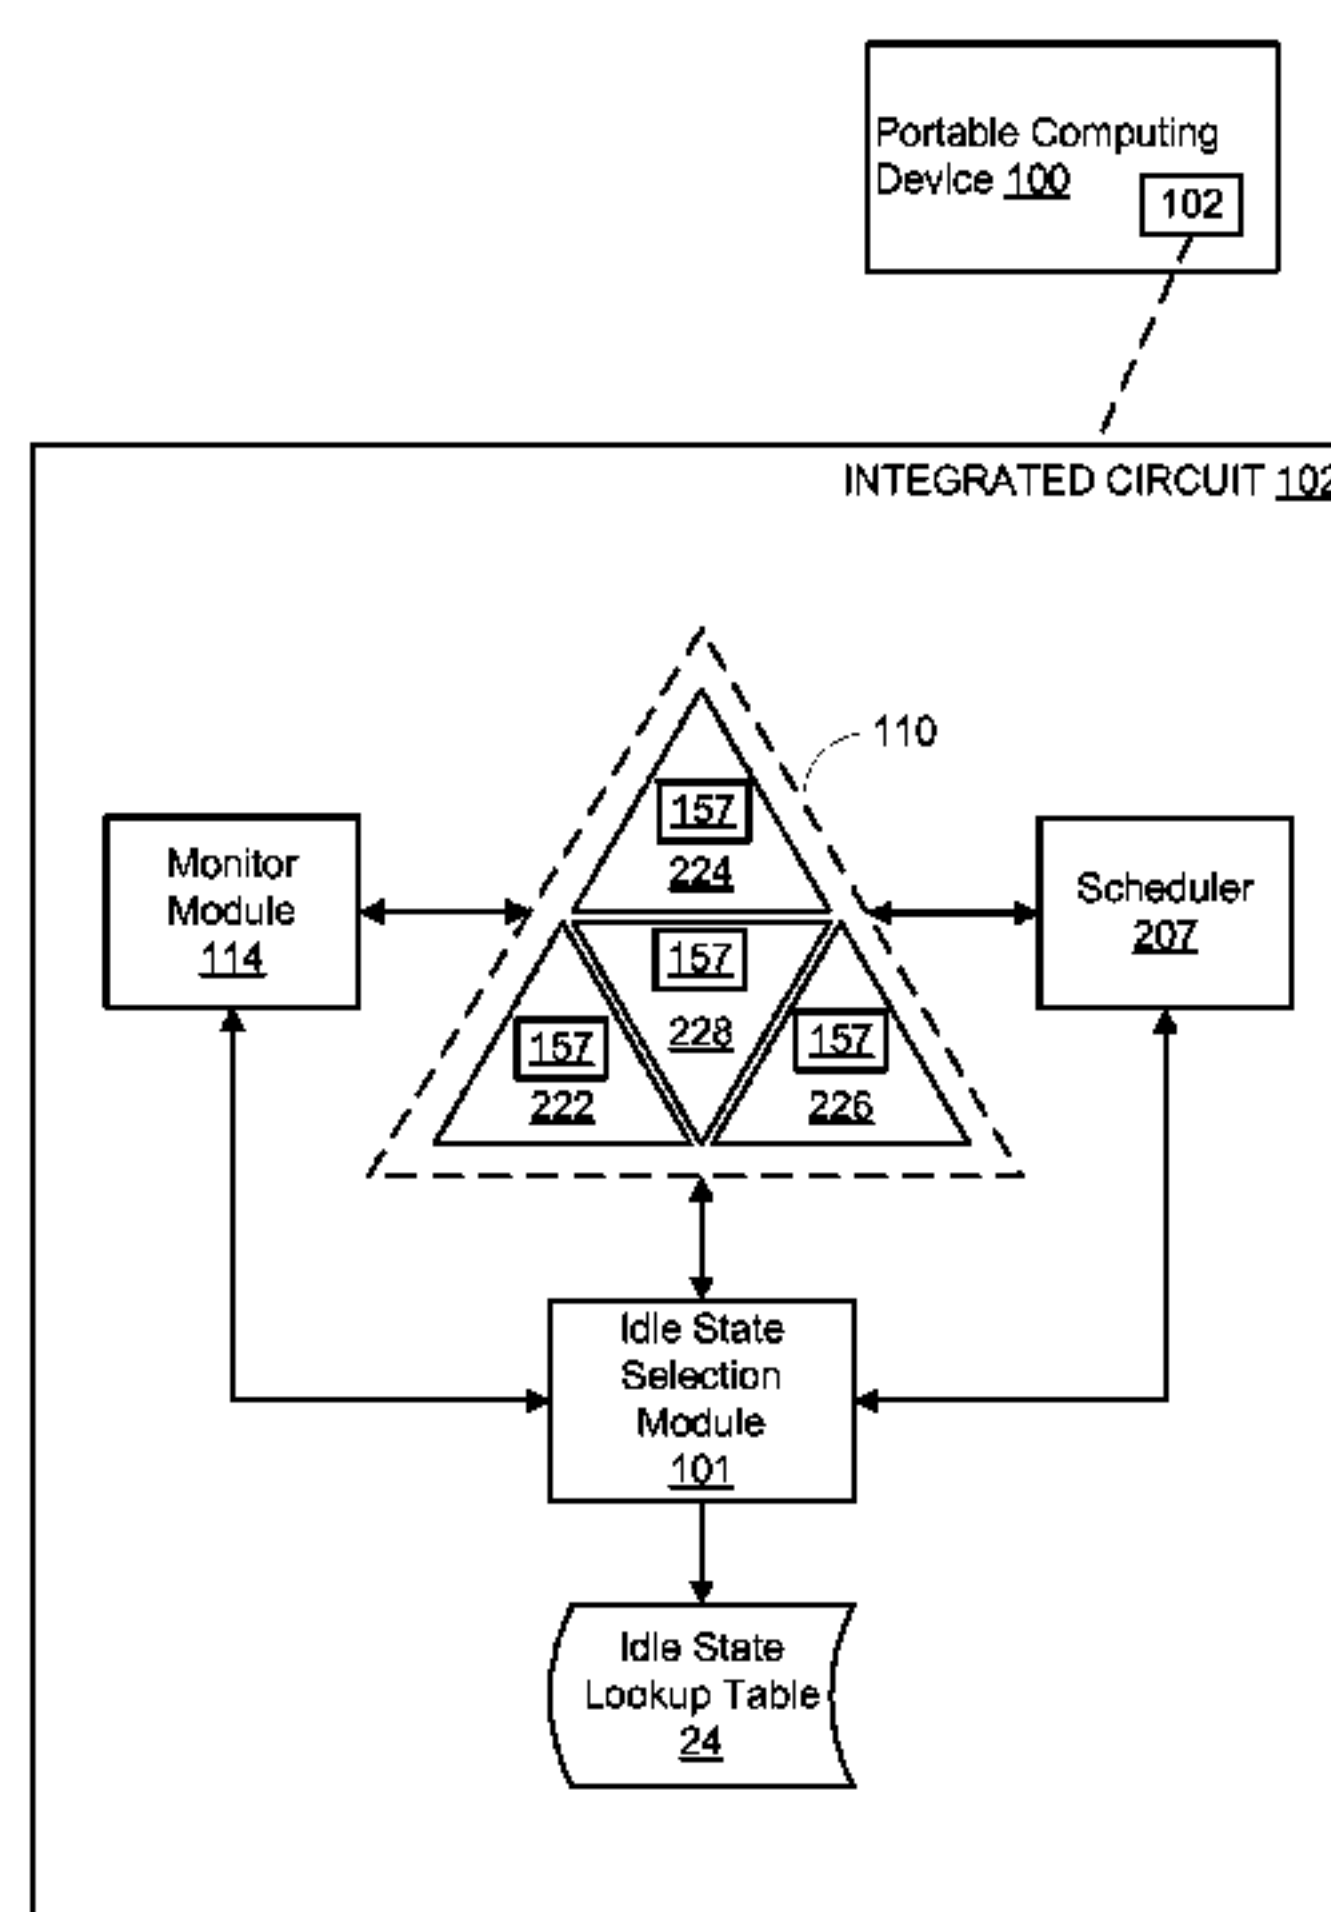 Portable Computing
Device 100
102
INTEGRATED CIRCUIT 102
110
157
224
Monitor
Module
114
Scheduler
207
157
228
157
222
157
226
Idle State
Selection
Module
101
Idle State
Lookup Table
24